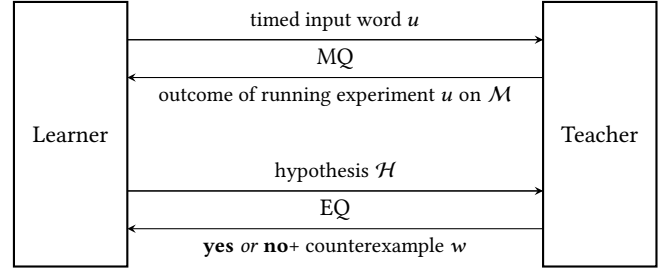 timed input word u
MQ
outcome of running experiment u on ℳ
Learner
Teacher
hypothesis ℋ
EQ
yes or no+ counterexample w